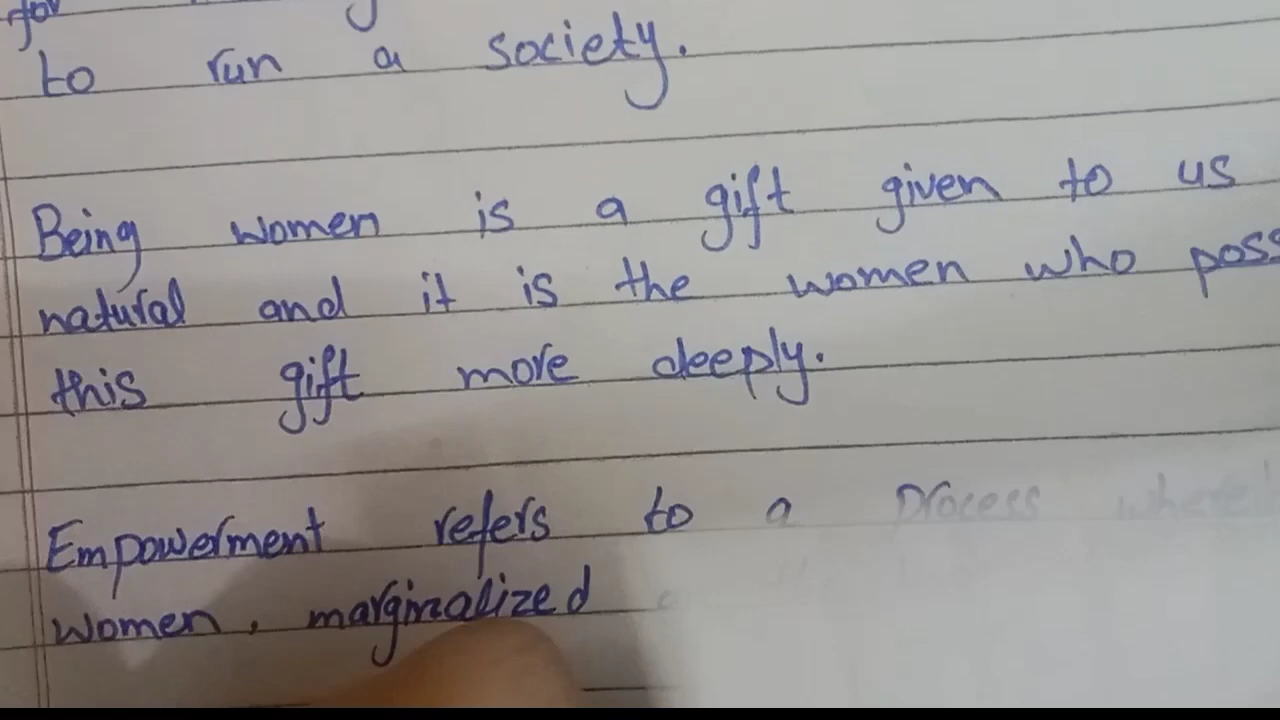 for
to run a society.
Being women is a gift given to us
natural and it is the women who poss
this gift more deeply.
Empowerment refers to a process
women, marginalized